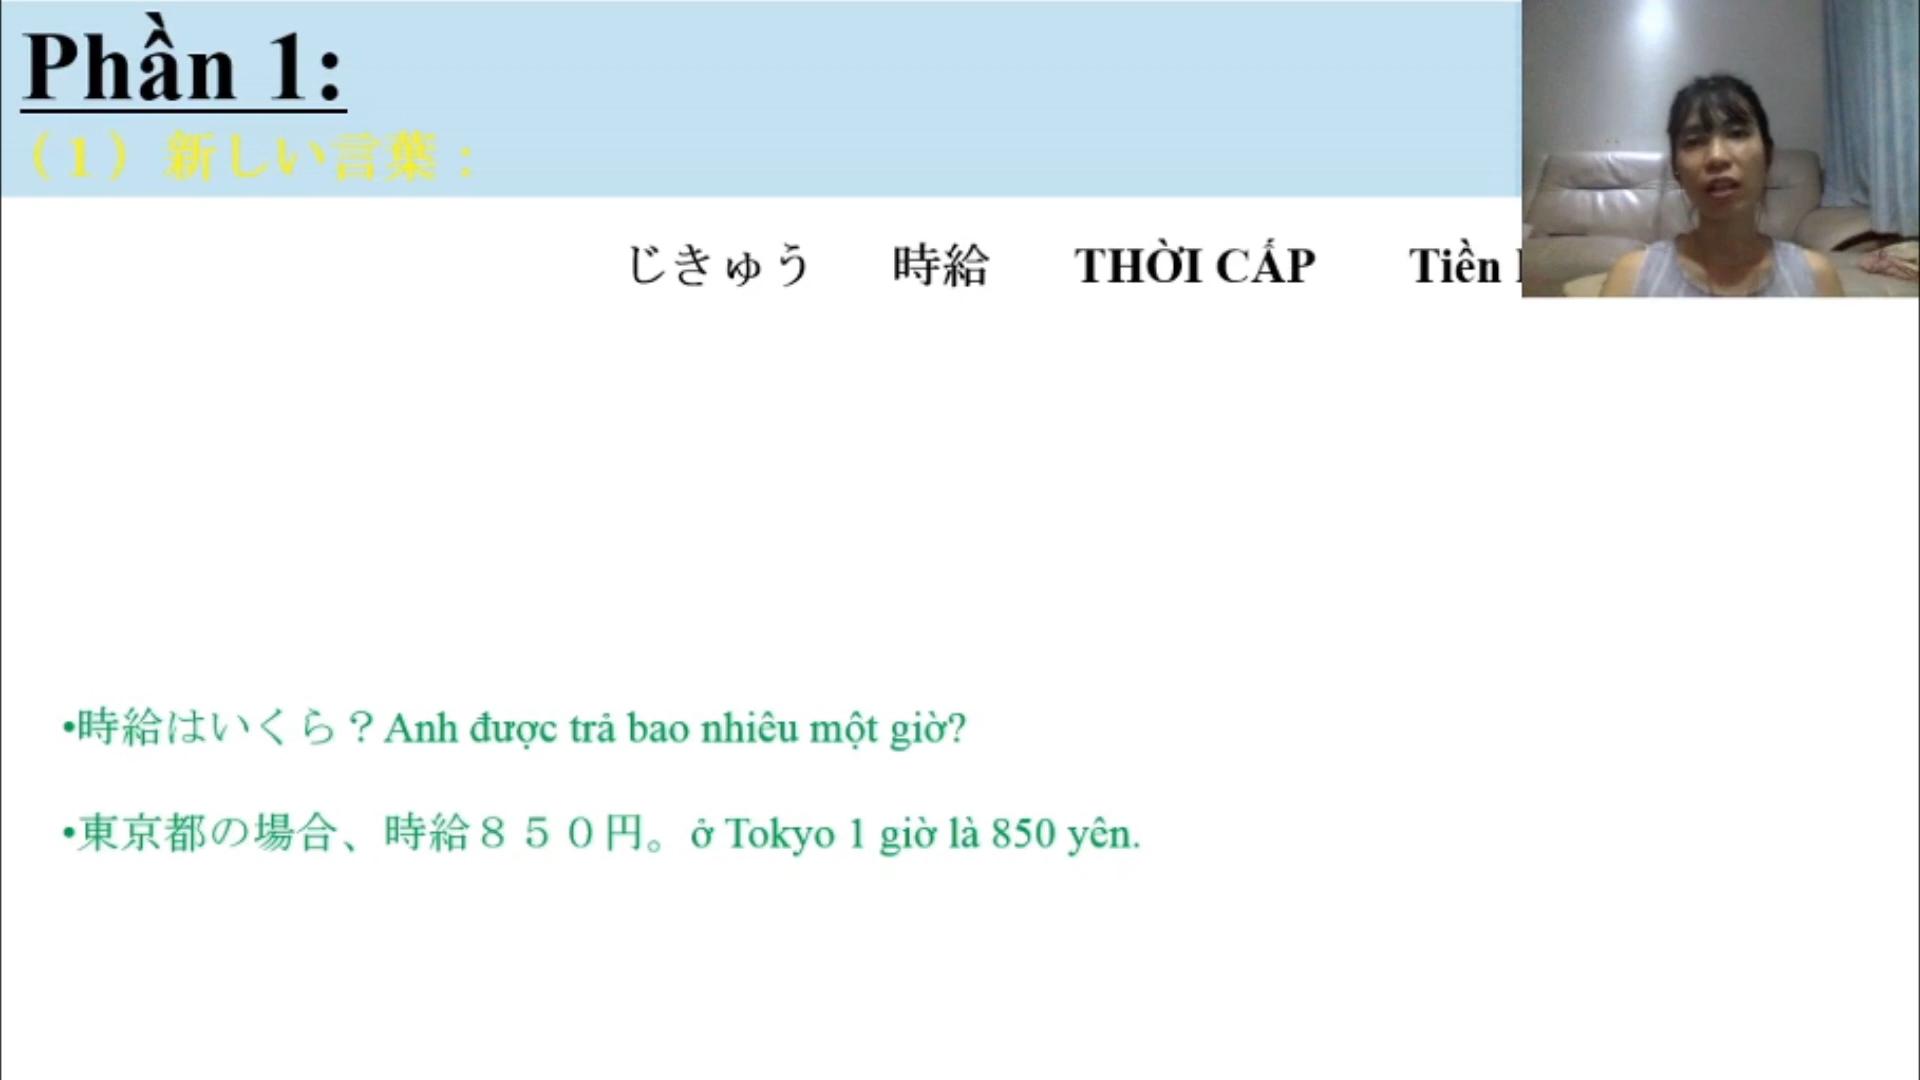 Phần 1:
（1）新しい言葉：
じきゅう 時給 THỜI CẤP Tiền
•時給はいくら？Anh được trả bao nhiêu một giờ?
•東京都の場合、時給８５０円。ở Tokyo 1 giờ là 850 yên.